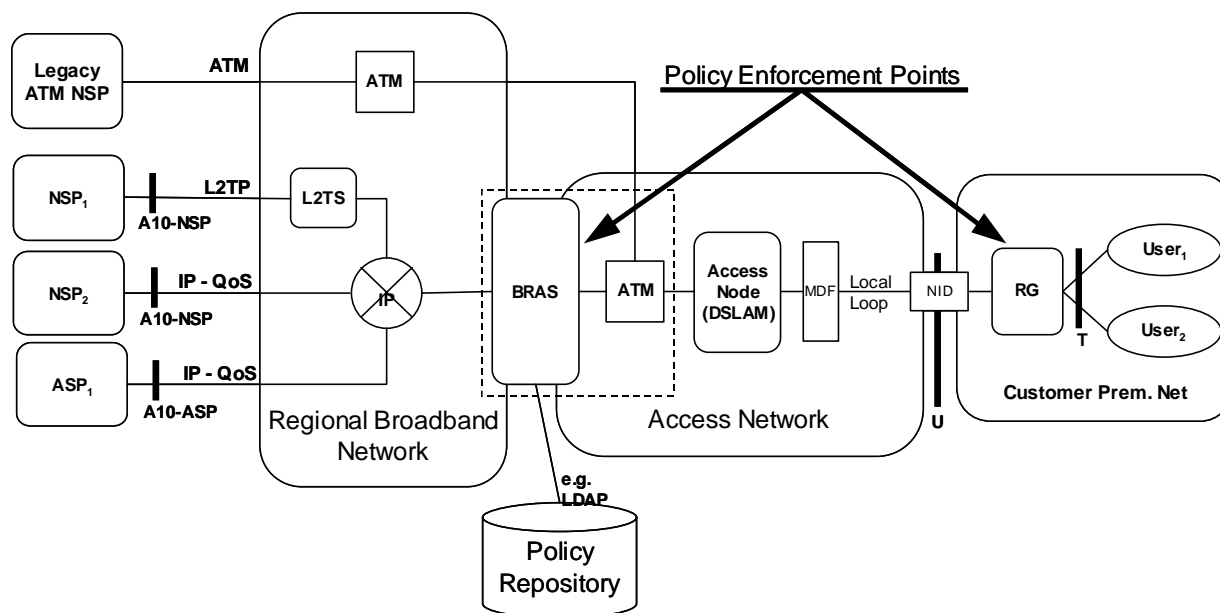 Legacy
ATM NSP
ATM
ATM
Policy Enforcement Points
NSP1
L2TP
A10-NSP
L2TS
NSP2
IP - QoS
A10-NSP
IP
ASP1
IP - QoS
A10-ASP
Regional Broadband
Network
BRAS
ATM
Access
Node
(DSLAM)
MDF
Local
Loop
NID
RG
User1
User2
T
U
Customer Prem. Net
Access Network
e.g.
LDAP
Policy
Repository